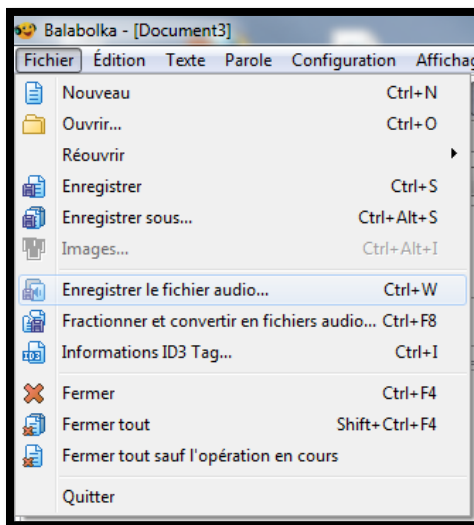 Balabolka - [Document3]
Fichier Édition Texte Parole Configuration Affichag
Nouveau Ctrl+N
Ouvrir... Ctrl+O
Réouvrir
Enregistrer Ctrl+S
Enregistrer sous... Ctrl+Alt+S
Images... Ctrl+Alt+I
Enregistrer le fichier audio... Ctrl+W
Fractionner et convertir en fichiers audio... Ctrl+F8
Informations ID3 Tag... Ctrl+I
Fermer Ctrl+F4
Fermer tout Shift+Ctrl+F4
Fermer tout sauf l'opération en cours
Quitter